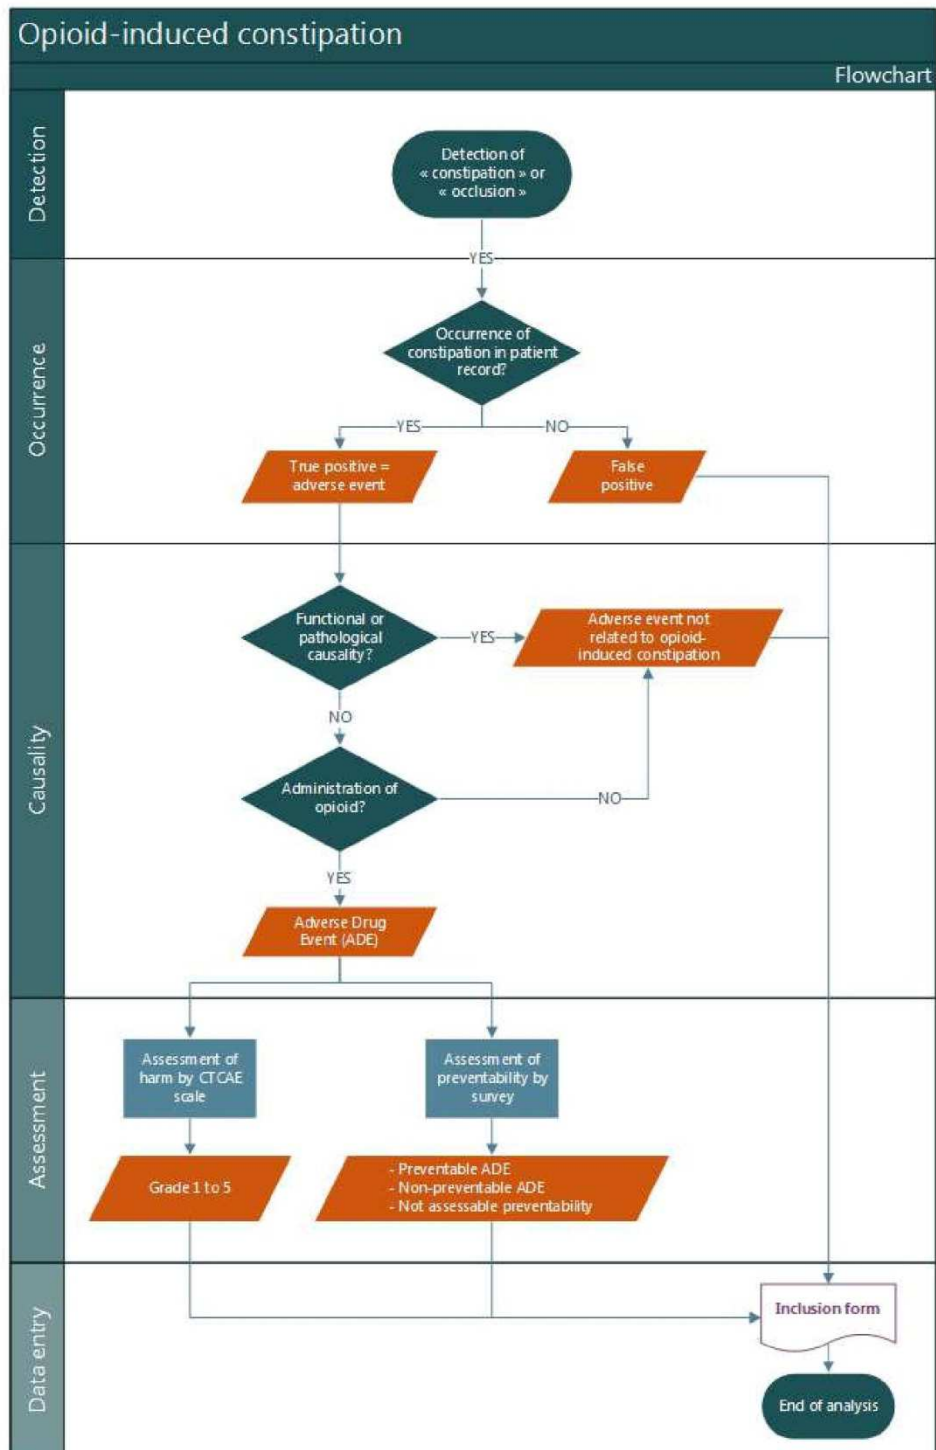 Opioid-induced constipation
Flowchart
Detection
Detection of
« constipation » or
« occlusion »
YES
Occurrence
Occurrence of
constipation in patient
record?
YES
NO
True positive =
adverse event
False
positive
Causality
Functional or
pathological
causality?
YES
Adverse event not
related to opioid-
induced constipation
NO
Administration of
opioid?
NO
YES
Adverse Drug
Event (ADE)
Assessment
Assessment of
harm by CTCAE
scale
Assessment of
preventability by
survey
Grade 1 to 5
- Preventable ADE
- Non-preventable ADE
- Not assessable preventability
Data entry
Inclusion form
End of analysis